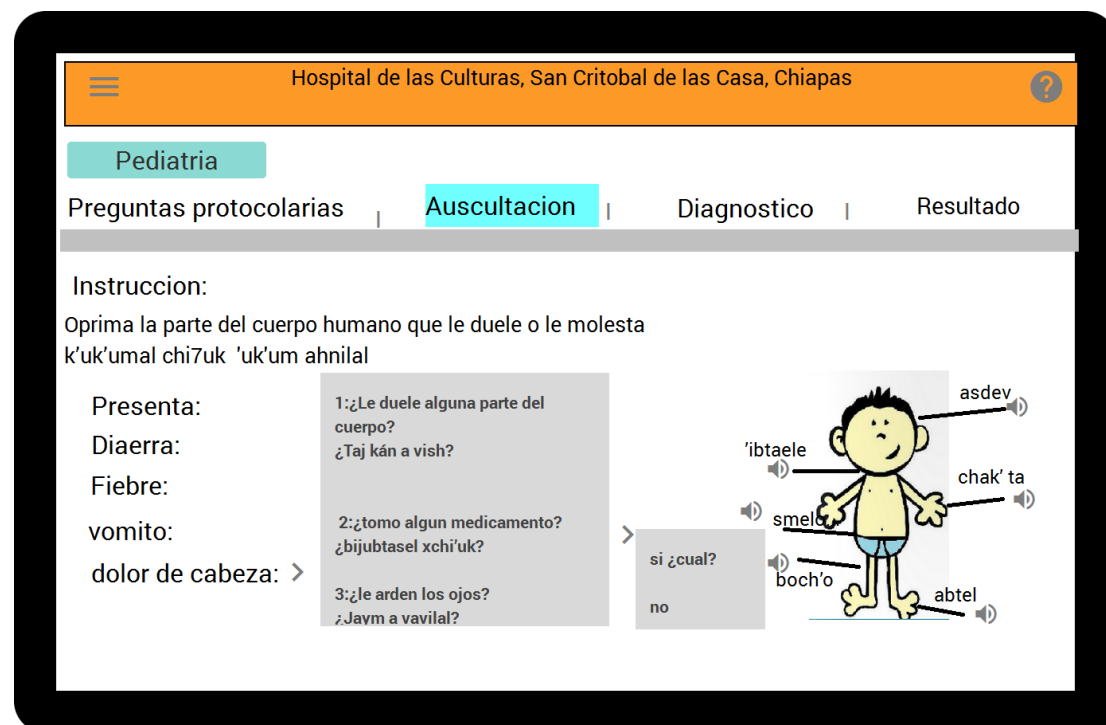 Hospital de las Culturas, San Critobal de las Casa, Chiapas
?
Pediatria
Preguntas protocolarias | Auscultacion | Diagnostico | Resultado
Instruccion:
Oprima la parte del cuerpo humano que le duele o le molesta
k'uk'umal chi7uk 'uk'um ahnilal
Presenta:
Diaerra:
Fiebre:
vomito:
dolor de cabeza: >
1:¿Le duele alguna parte del
cuerpo?
¿Taj kán a vish?
2:¿tomo algun medicamento?
¿bijubtasel xchi'uk?
3:¿le arden los ojos?
¿Jaym a vavilal?
>
si ¿cual?
no
asdev
'ibtaele
chak' ta
boch'o
abtel